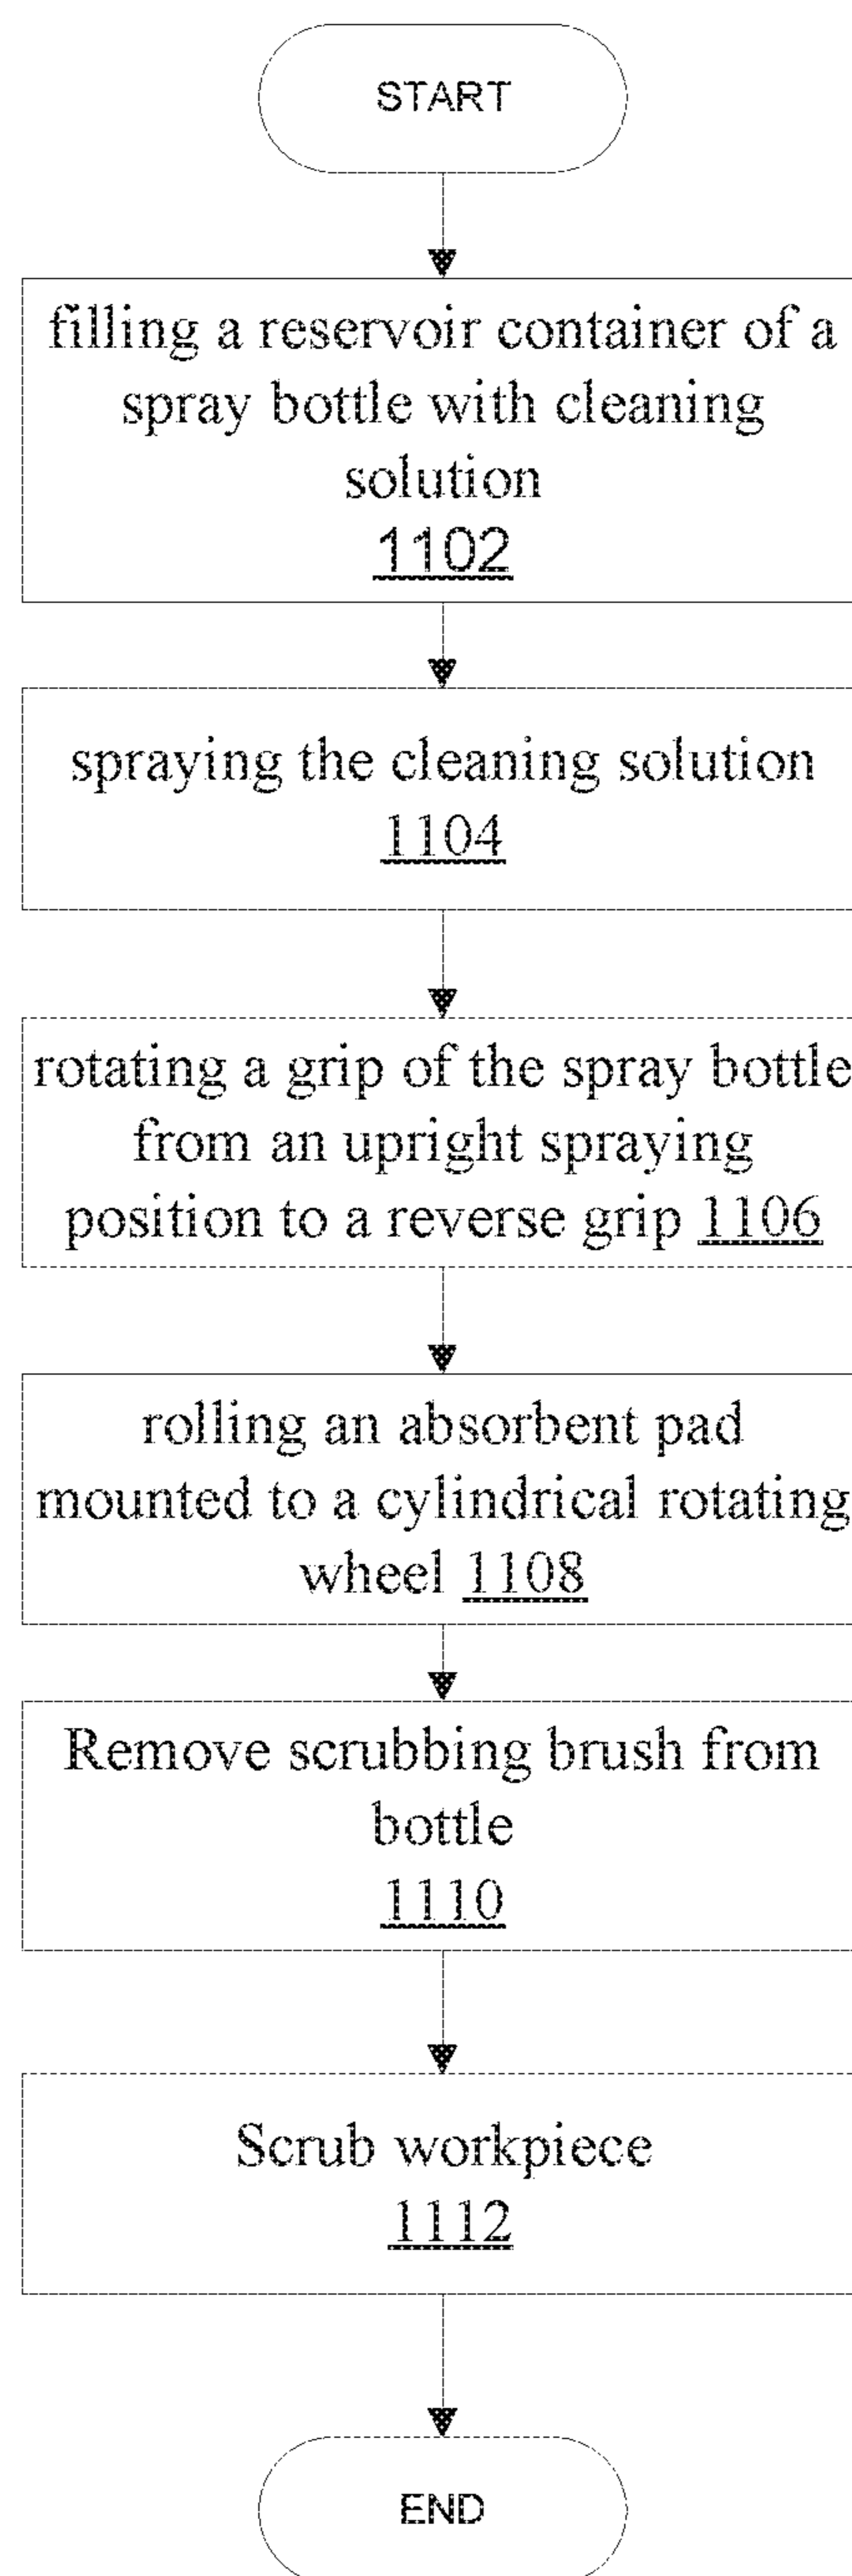 START
filling a reservoir container of a
spray bottle with cleaning
solution
1102
spraying the cleaning solution
1104
rotating a grip of the spray bottle
from an upright spraying
position to a reverse grip 1106
rolling an absorbent pad
mounted to a cylindrical rotating
wheel 1108
Remove scrubbing brush from
bottle
1110
Scrub workpiece
1112
END